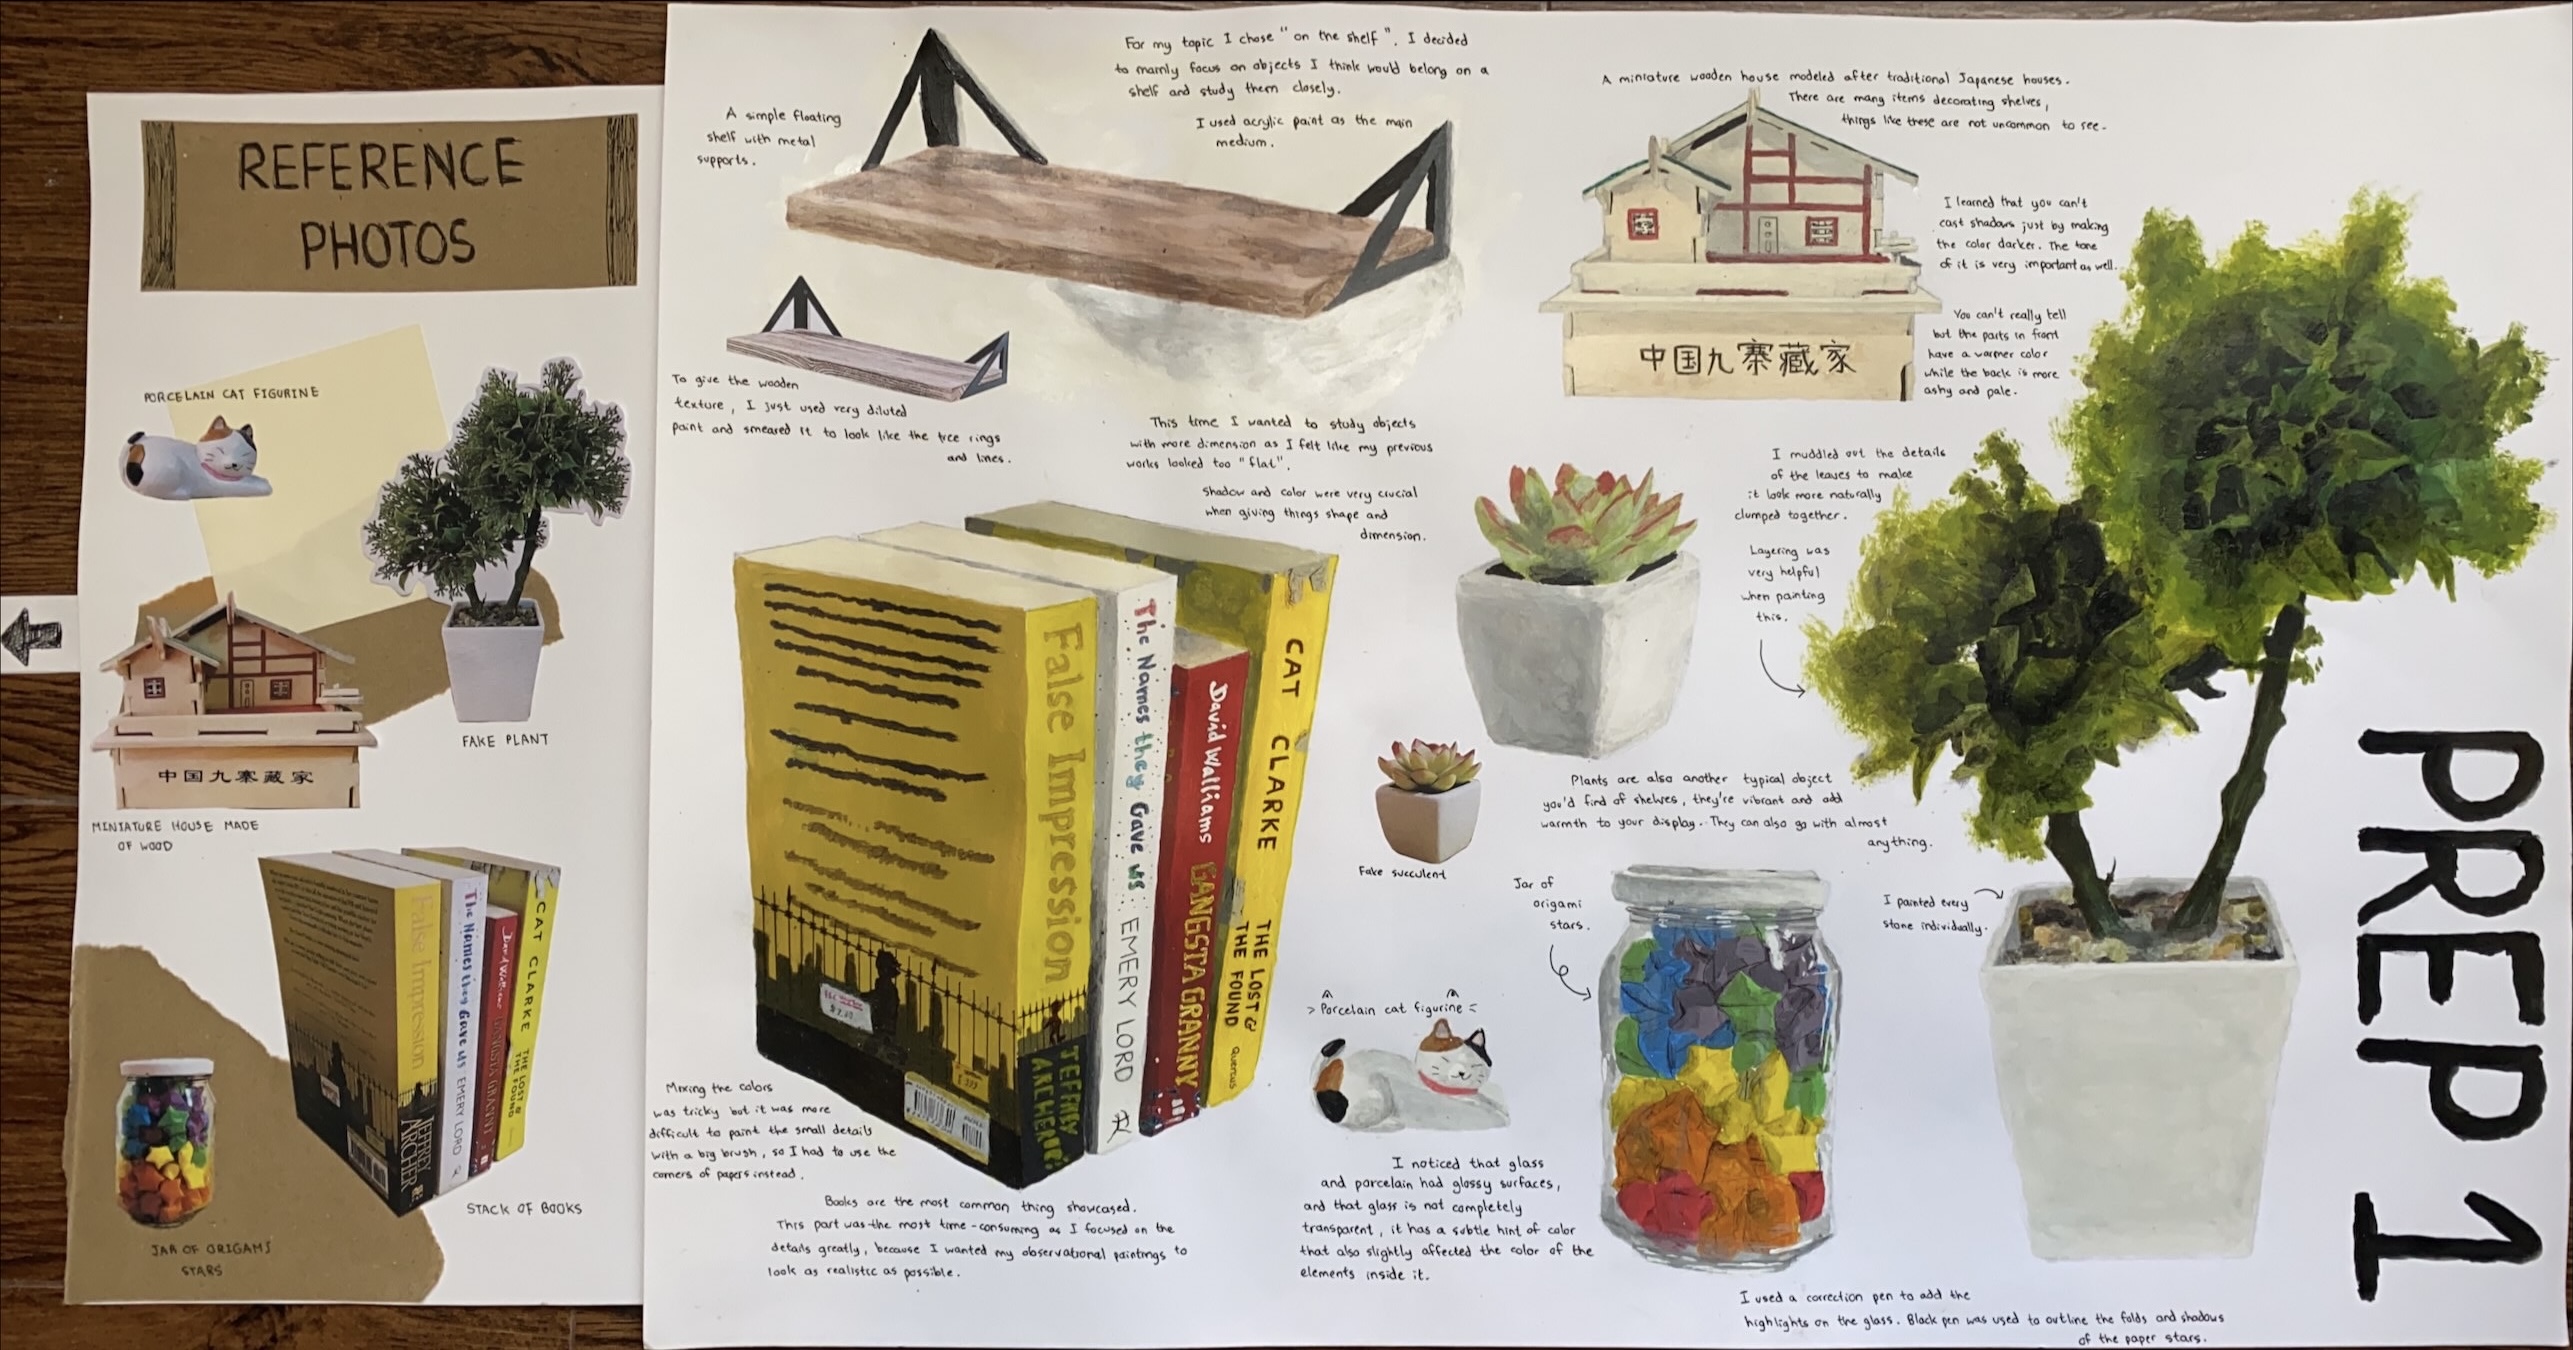 REFERENCE
PHOTOS
PORCELAIN CAT FIGURINE
FAKE PLANT
中国九寨藏家
MINIATURE HOUSE MADE
OF WOOD
False Impression
JEFFREY
ARCHER
The Names they Gave us EMERY LORD
David Walliams GANGSTA GRANNY
CAT CLARKE THE LOST &
THE FOUND
STACK OF BOOKS
JAR OF ORIGAMI
STARS
A simple floating
shelf with metal
supports.
For my topic I chose "on the shelf". I decided
to mainly focus on objects I think would belong on a
shelf and study them closely.
I used acrylic paint as the main
medium.
To give the wooden
texture, I just used very diluted
paint and smeared it to look like the tree rings
and lines.
This time I wanted to study objects
with more dimension as I felt like my previous
works looked too "flat".
Shadow and color were very crucial
when giving things shape and
dimension.
False Impression
JEFFREY
ARCHER
The Names they Gave us EMERY LORD
David Walliams GANGSTA GRANNY
CAT CLARKE THE LOST &
THE FOUND Quercus
Mixing the colors
was tricky but it was more
difficult to paint the small details
with a big brush, so I had to use the
corners of papers instead.
Books are the most common thing showcased.
This part was the most time-consuming as I focused on the
details greatly, because I wanted my observational paintings to
look as realistic as possible.
A miniature wooden house modeled after traditional Japanese houses.
There are many items decorating shelves,
things like these are not uncommon to see.
中国九寨藏家
I learned that you can't
cast shadows just by making
the color darker. The tone
of it is very important as well.
You can't really tell
but the parts in front
have a warmer color
while the back is more
ashy and pale.
I muddled out the details
of the leaves to make
it look more naturally
clumped together.
Layering was
very helpful
when painting
this.
Fake succulent
Plants are also another typical object
you'd find of shelves, they're vibrant and add
warmth to your display. They can also go with almost
anything.
Jar of
origami
stars.
I painted every
stone individually.
> Porcelain cat figurine =
I noticed that glass
and porcelain had glossy surfaces,
and that glass is not completely
transparent, it has a subtle hint of color
that also slightly affected the color of the
elements inside it.
I used a correction pen to add the
highlights on the glass. Black pen was used to outline the folds and shadows
of the paper stars.
PREP 1